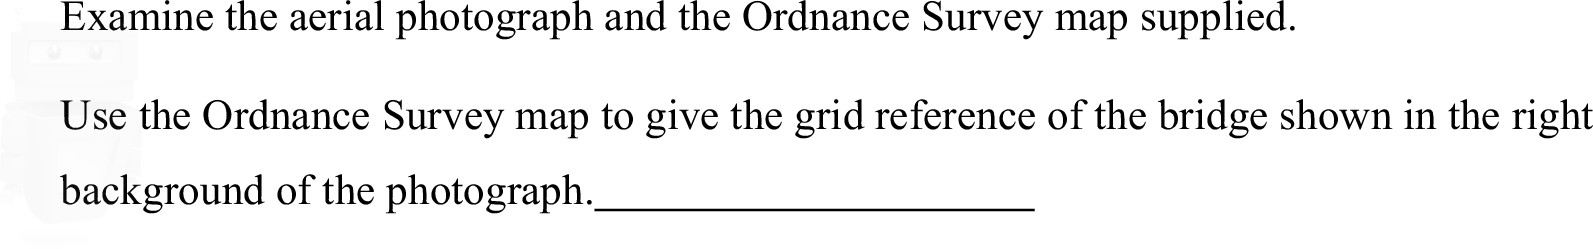 Examine the aerial photograph and the Ordnance Survey map supplied.
Use the Ordnance Survey map to give the grid reference of the bridge shown in the right
background of the photograph.______________________